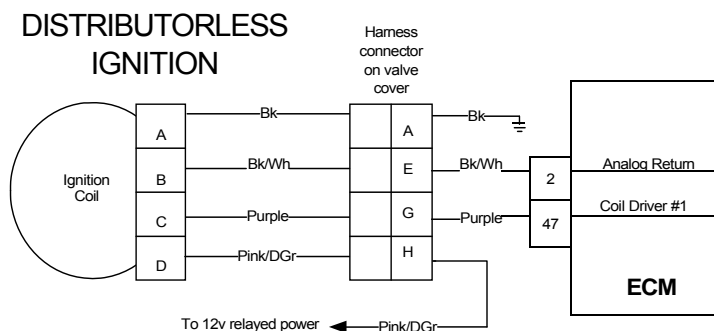 DISTRIBUTORLESS
IGNITION
Harness
connector
on valve
cover
Ignition
Coil
A
Bk
A
Bk
B
Bk/Wh
E
Bk/Wh
2
Analog Return
C
Purple
G
Purple
47
Coil Driver #1
D
Pink/DGr
H
ECM
To 12v relayed power
Pink/DGr